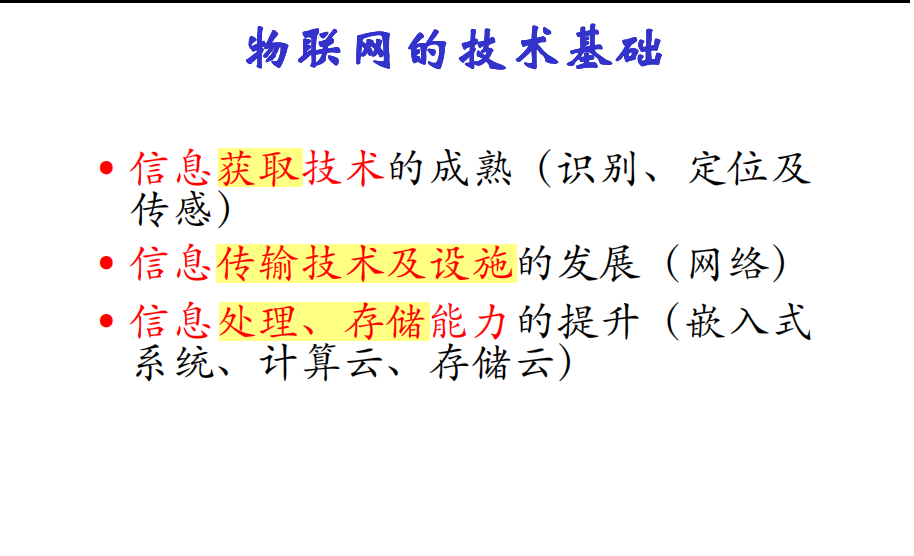 物联网的技术基础
• 信息获取技术的成熟（识别、定位及
传感）
• 信息传输技术及设施的发展（网络）
• 信息处理、存储能力的提升（嵌入式
系统、计算云、存储云）